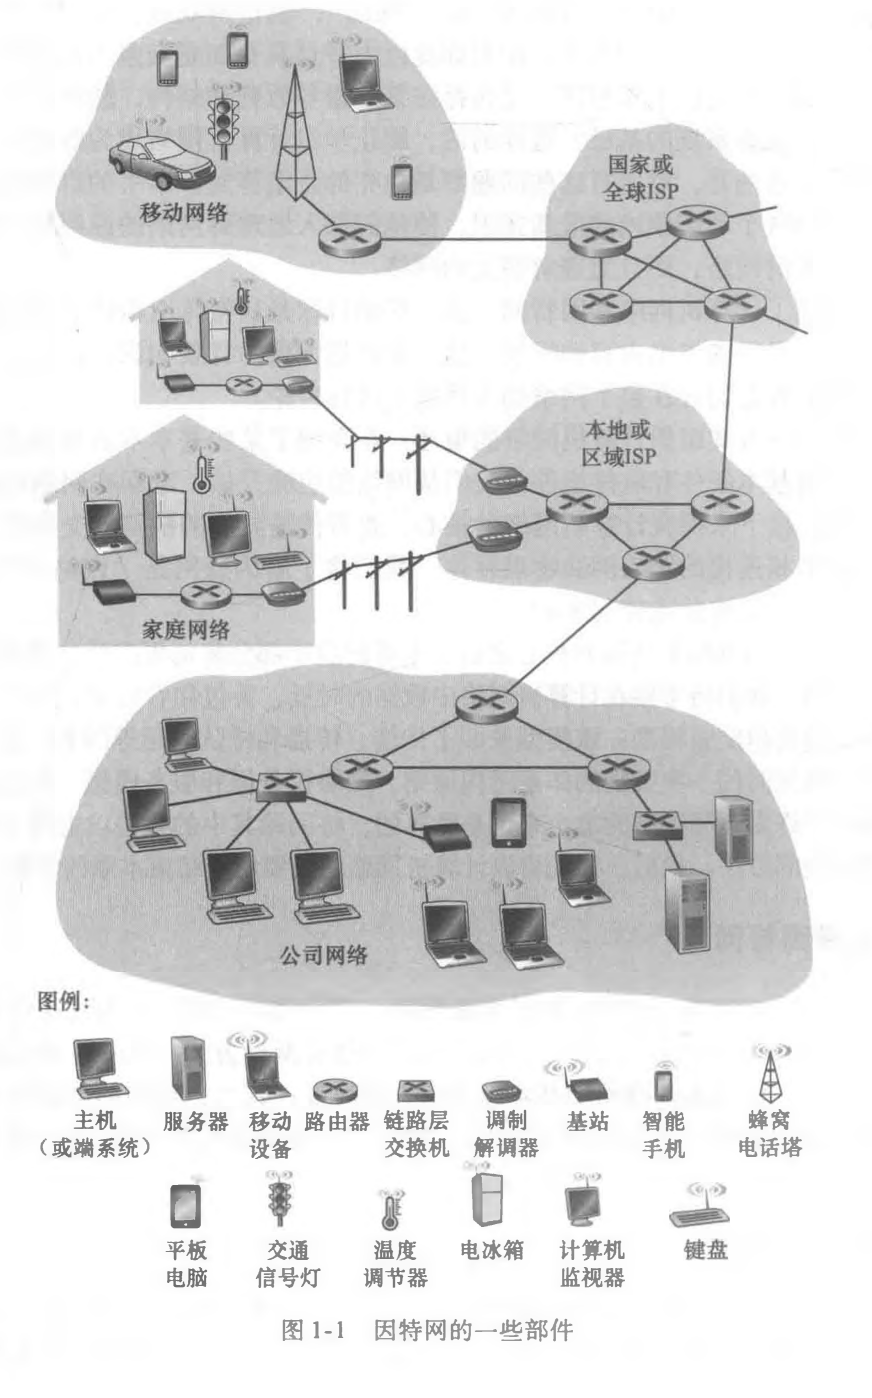 国家或
全球ISP
移动网络
本地或
区域ISP
家庭网络
公司网络
图例:
主机
（或端系统）
服务器
移动
设备
路由器
链路层
交换机
调制
解调器
基站
智能
手机
蜂窝
电话塔
平板
电脑
交通
信号灯
温度
调节器
电冰箱
计算机
监视器
键盘
图 1-1 因特网的一些部件